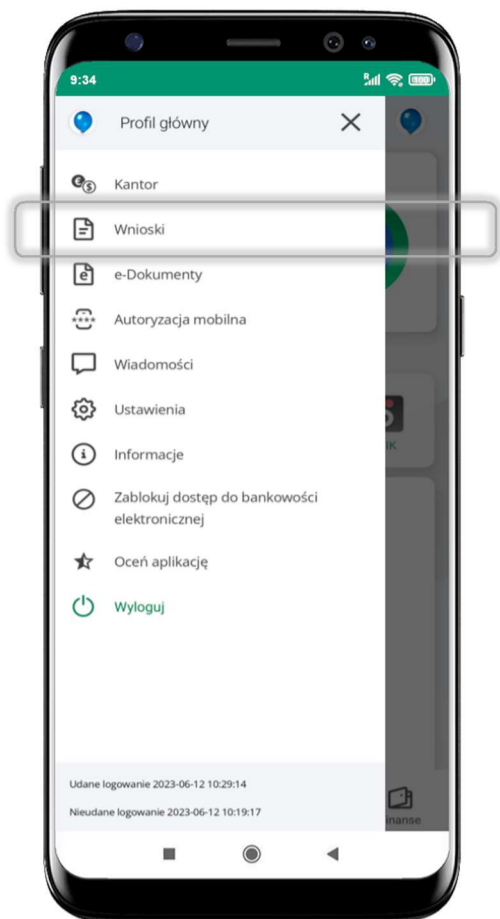 9:34
Profil główny
Kantor
Wnioski
e-Dokumenty
Autoryzacja mobilna
Wiadomości
Ustawienia
Informacje
Zablokuj dostęp do bankowości
elektronicznej
Oceń aplikację
Wyloguj
Udane logowanie 2023-06-12 10:29:14
Nieudane logowanie 2023-06-12 10:19:17